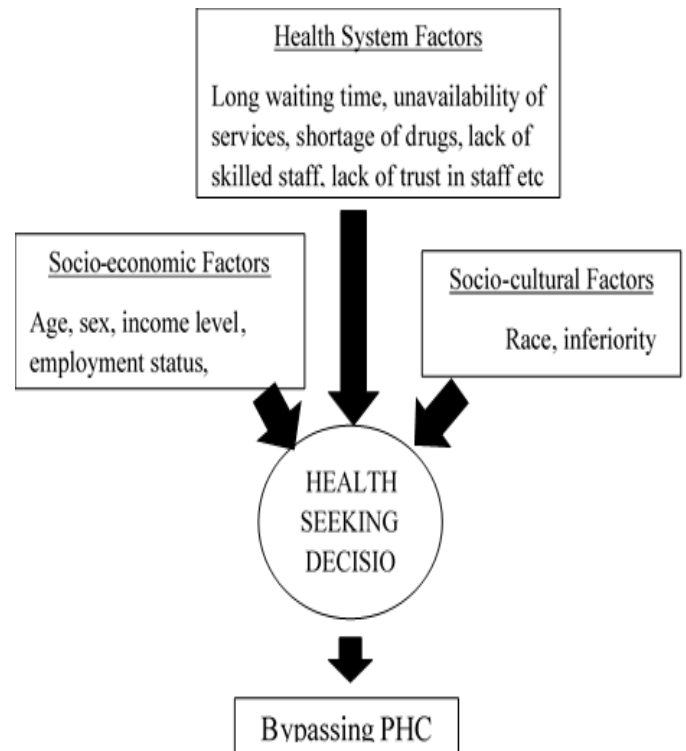 Health System Factors
Long waiting time, unavailability of
services, shortage of drugs, lack of
skilled staff, lack of trust in staff etc
Socio-economic Factors
Age, sex, income level,
employment status,
Socio-cultural Factors
Race, inferiority
HEALTH
SEEKING
DECISIO
Bypassing PHC